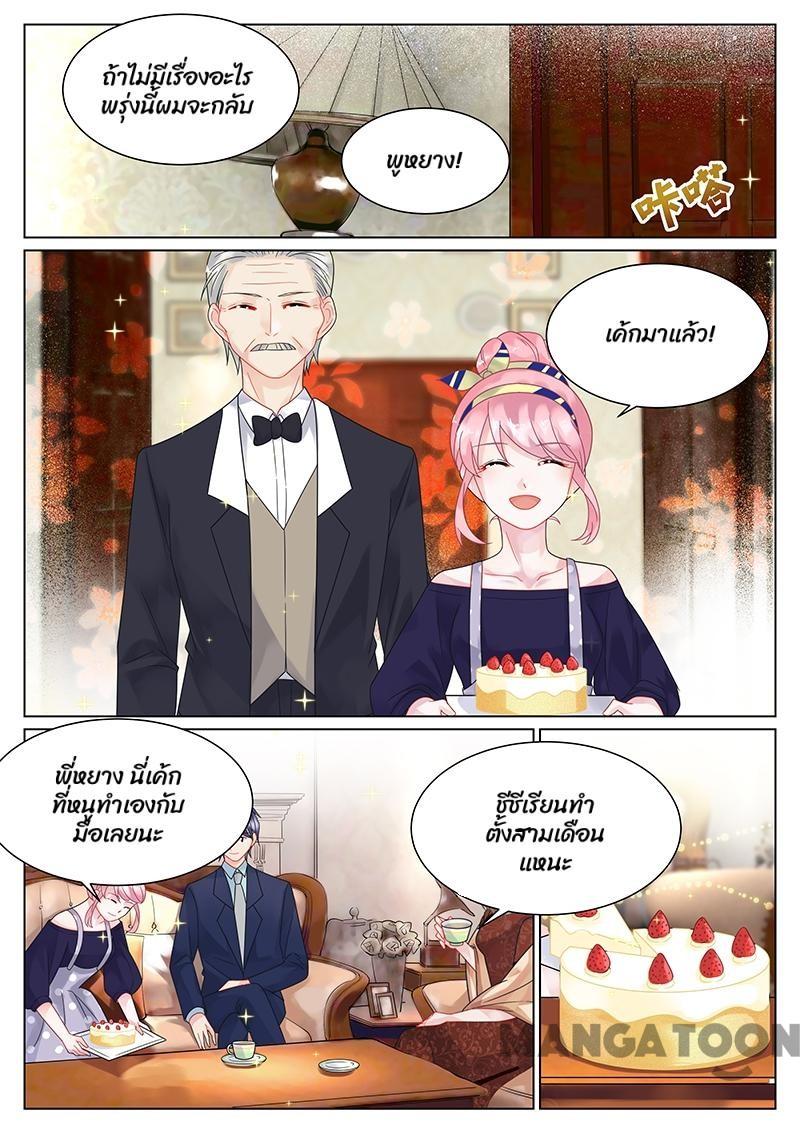 ถ้าไม่มีเรื่องอะไร
พรุ่งนี้ผมจะกลับ
พูหยาง!
咔嗒
เค้กมาแล้ว!
พี่หยาง นี่เค้ก
ที่หนูทำเองกับ
มือเลยนะ
ชีซีเรียนทำ
ตั้งสามเดือน
แหนะ
MANGATOON